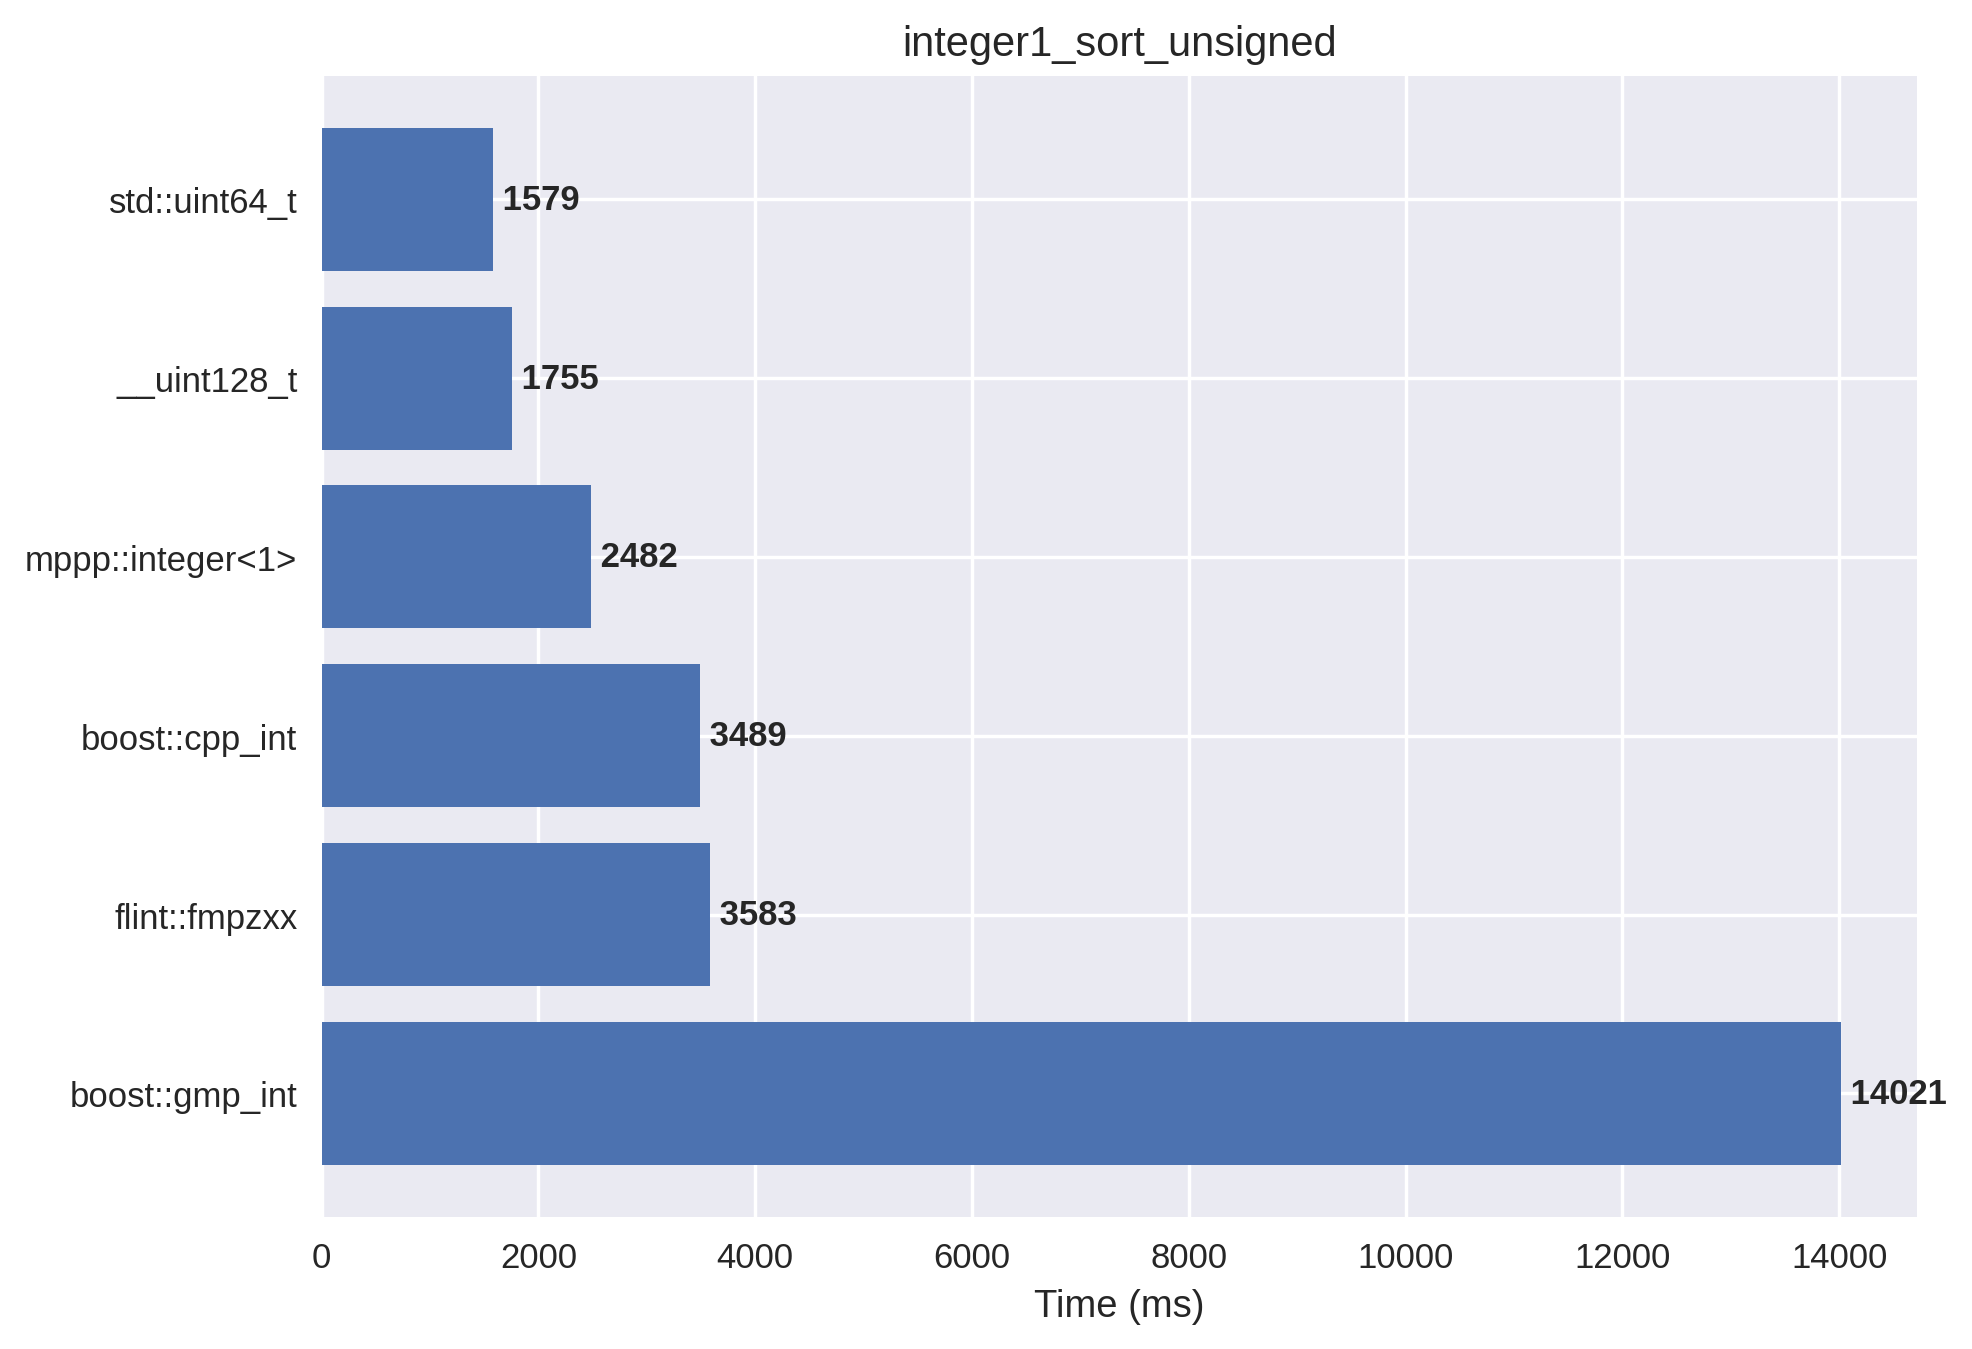 integer1_sort_unsigned
std::uint64_t
1579
__uint128_t
1755
mppp::integer<1>
2482
boost::cpp_int
3489
flint::fmpzxx
3583
boost::gmp_int
14021
0 2000 4000 6000 8000 10000 12000 14000
Time (ms)